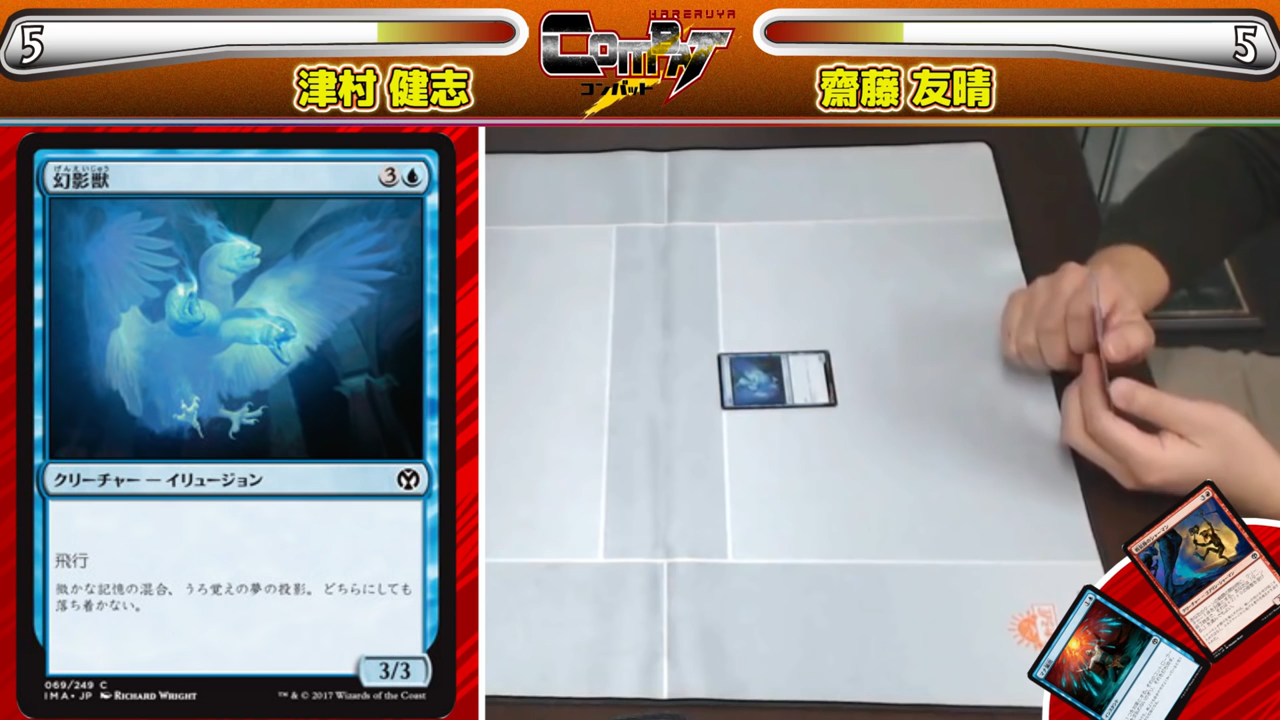 5
HARERUYA
COMBAT
コンバット
5
津村 健志
齋藤 友晴
げんえいじゅう
幻影獣
3
クリーチャー — イリュージョン
飛行
微かな記憶の混合、うろ覚えの夢の投影。どちらにしても
落ち着かない。
3/3
069/249 C
IMA • JP RICHARD WRIGHT
™ & © 2017 Wizards of the Coast